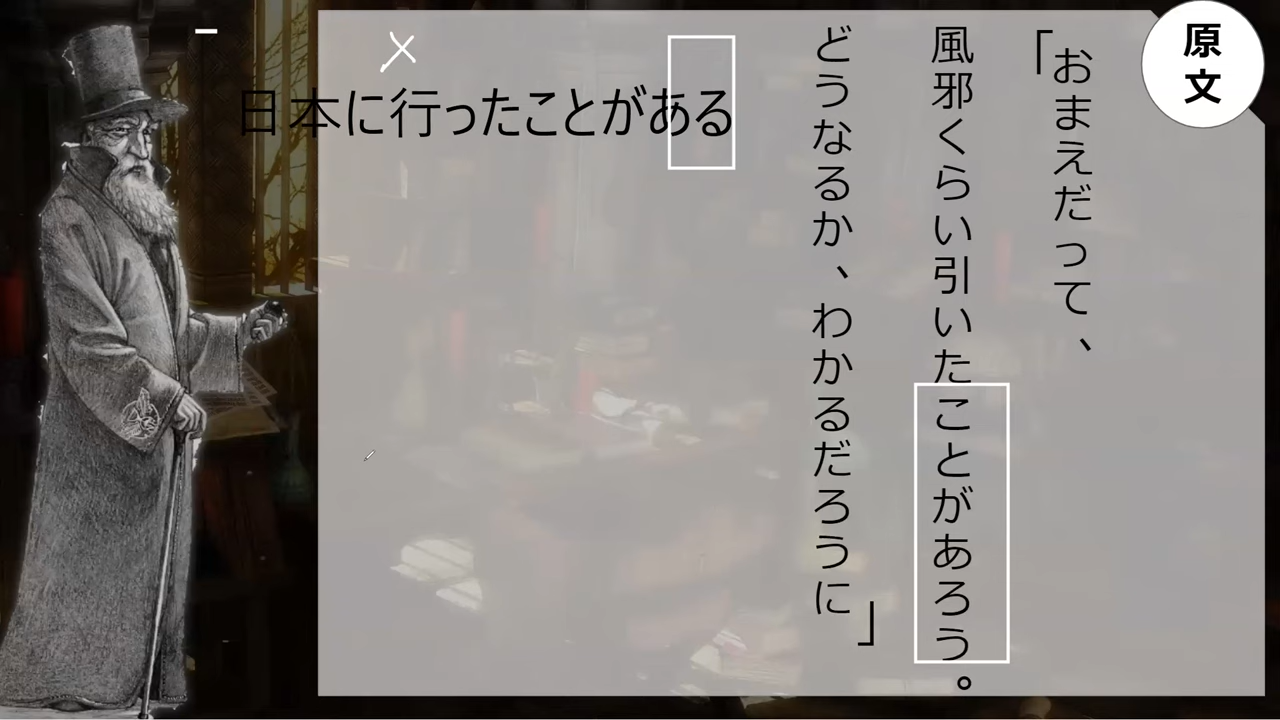 原文
「おまえだって、
風邪くらい引いたことがあろう。
どうなるか、わかるだろうに」
日本に行ったことがある